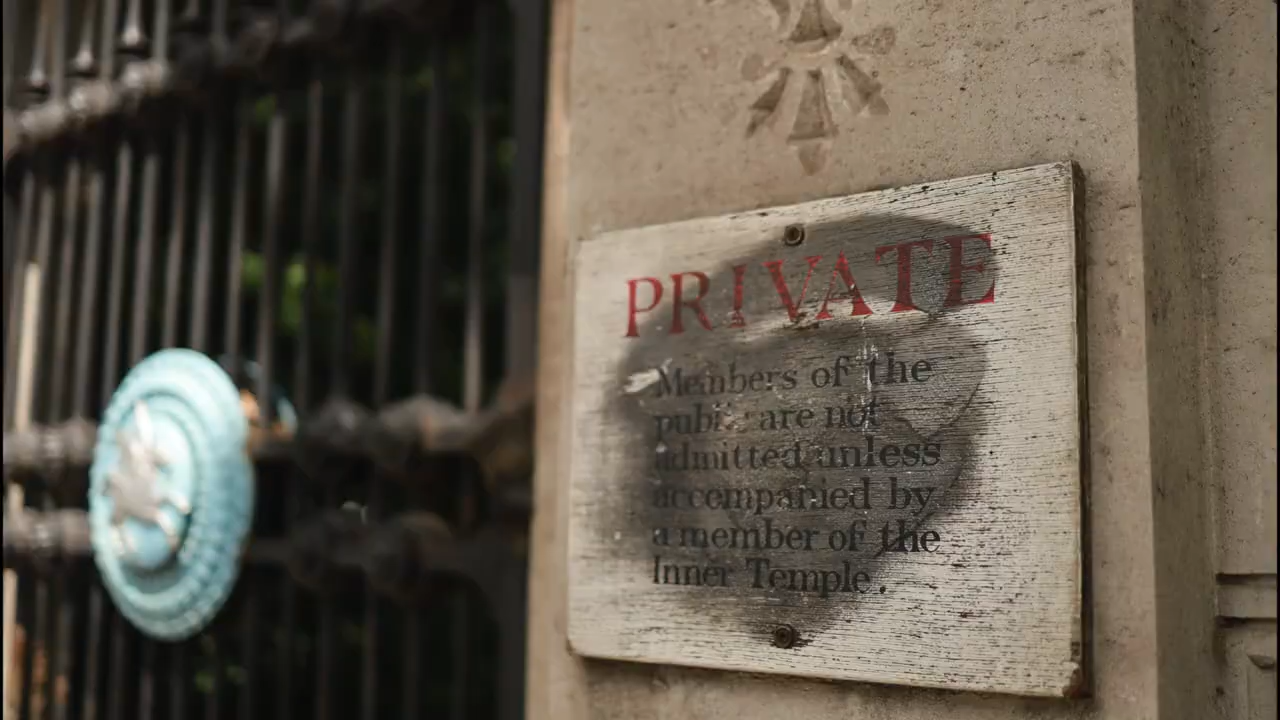 PRIVATE
Members of the
public are not
admitted unless
accompanied by
a member of the
Inner Temple.